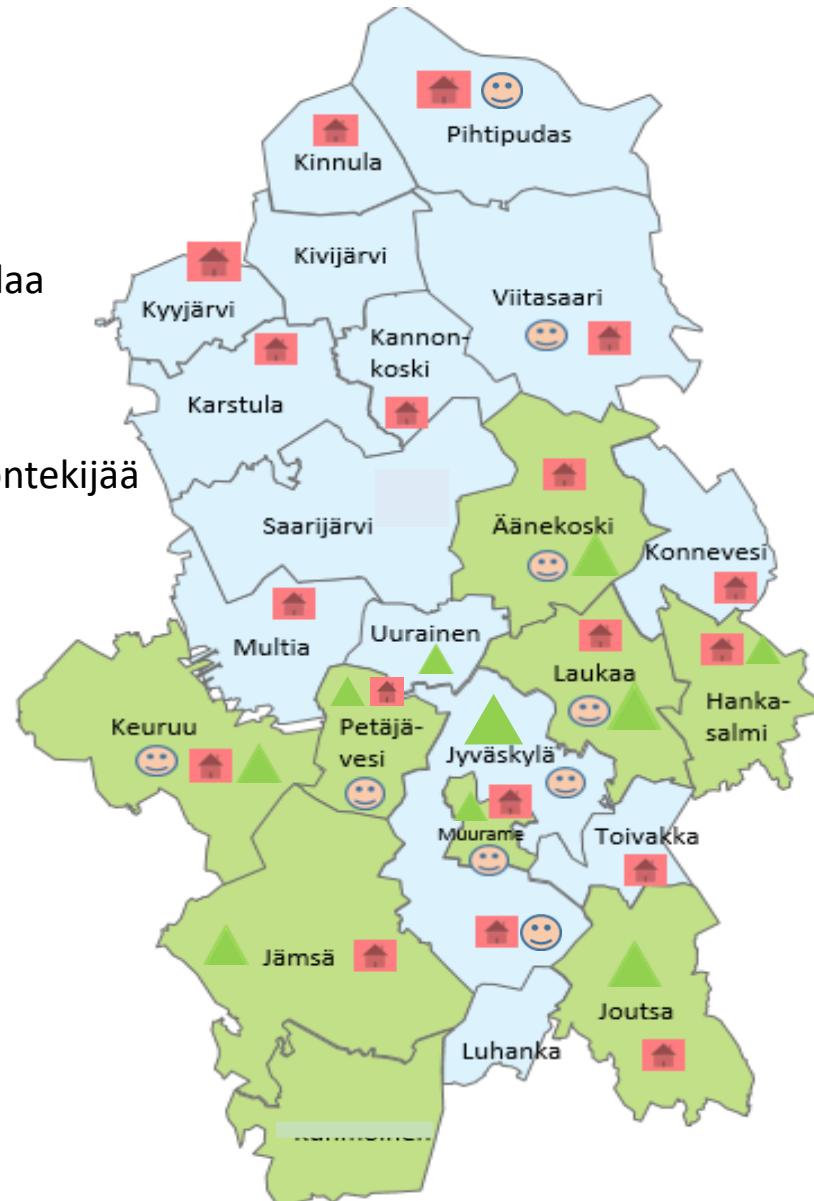 Pihtipudas
Kinnula
Kivijärvi
laa
Viitasaari
Kyyjärvi
Kannon-
koski
Karstula
ntekijää
Saarijärvi
Äänekoski
Konnevesi
Uurainen
Multia
Laukaa
Hanka-
salmi
Keuruu
Petäjä-
vesi
Jyväskylä
Muurame
Toivakka
Jämsä
Joutsa
Luhanka